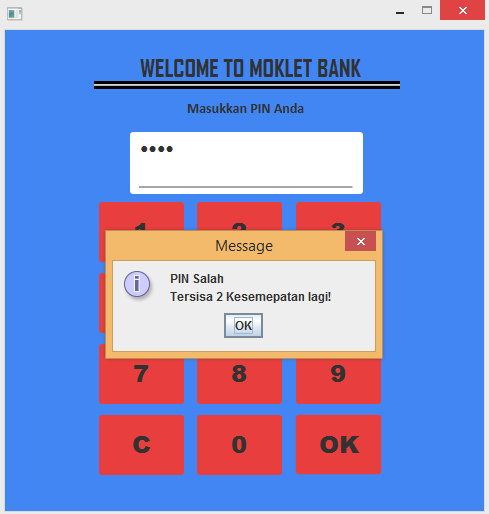 WELCOME TO MOKLET BANK
Masukkan PIN Anda
Message
PIN Salah
Tersisa 2 Kesemepatan lagi!
OK
7 8 9
C 0 OK